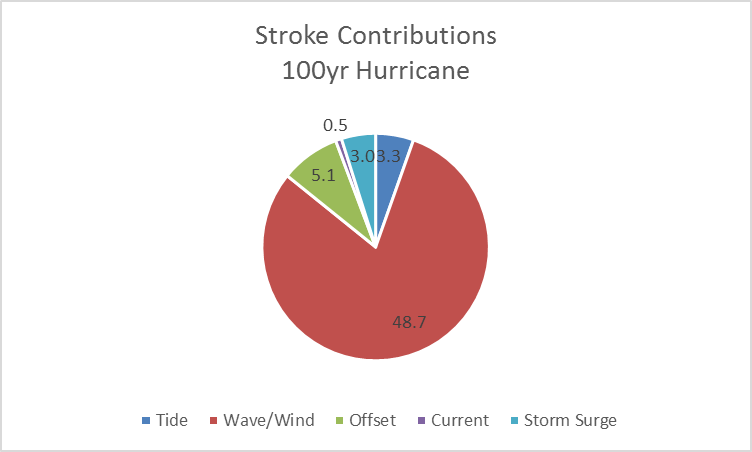 Stroke Contributions
100yr Hurricane
0.5
3.0 3.3
5.1
48.7
Tide Wave/Wind Offset Current Storm Surge